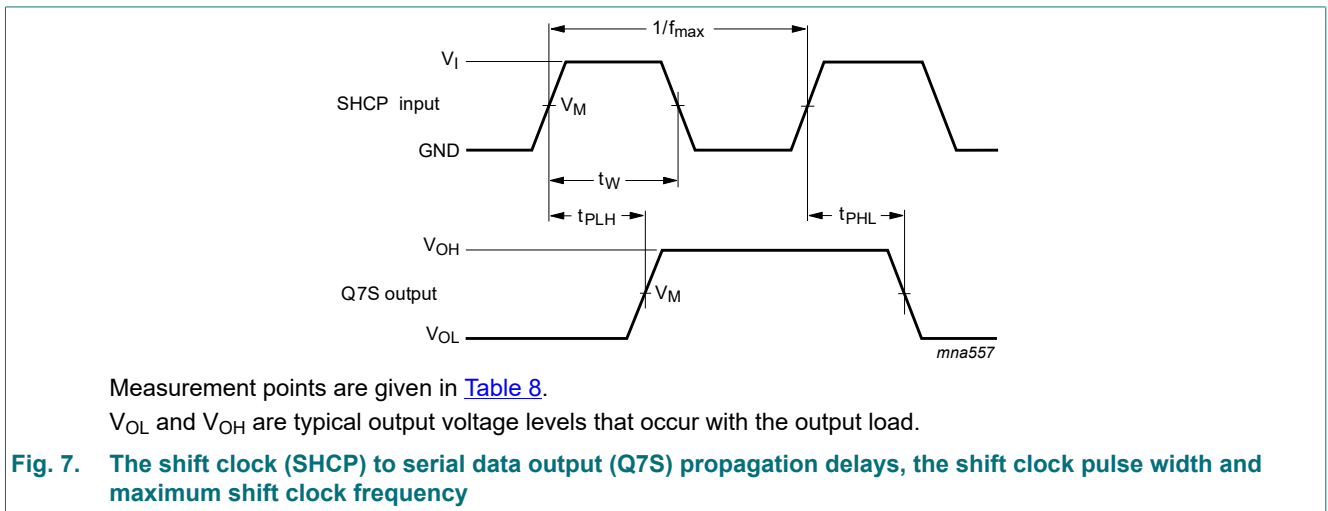 1/fmax
VI
SHCP input
VM
GND
tW
tPLH
tPHL
VOH
Q7S output
VM
VOL
mna557
Measurement points are given in Table 8.
VOL and VOH are typical output voltage levels that occur with the output load.
Fig. 7. The shift clock (SHCP) to serial data output (Q7S) propagation delays, the shift clock pulse width and
maximum shift clock frequency